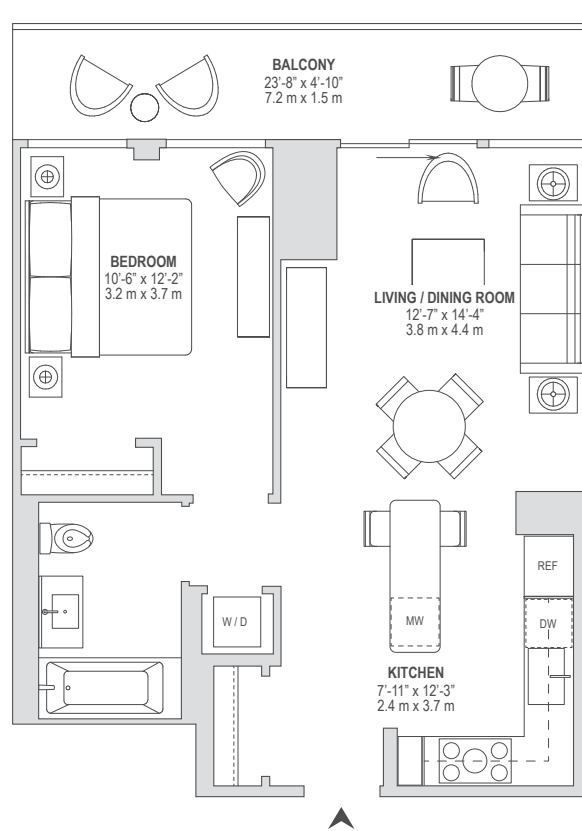 BALCONY
23'-8" x 4'-10"
7.2 m x 1.5 m
BEDROOM
10'-6" x 12'-2"
3.2 m x 3.7 m
LIVING / DINING ROOM
12'-7" x 14'-4"
3.8 m x 4.4 m
REF
W / D
MW
DW
KITCHEN
7'-11" x 12'-3"
2.4 m x 3.7 m